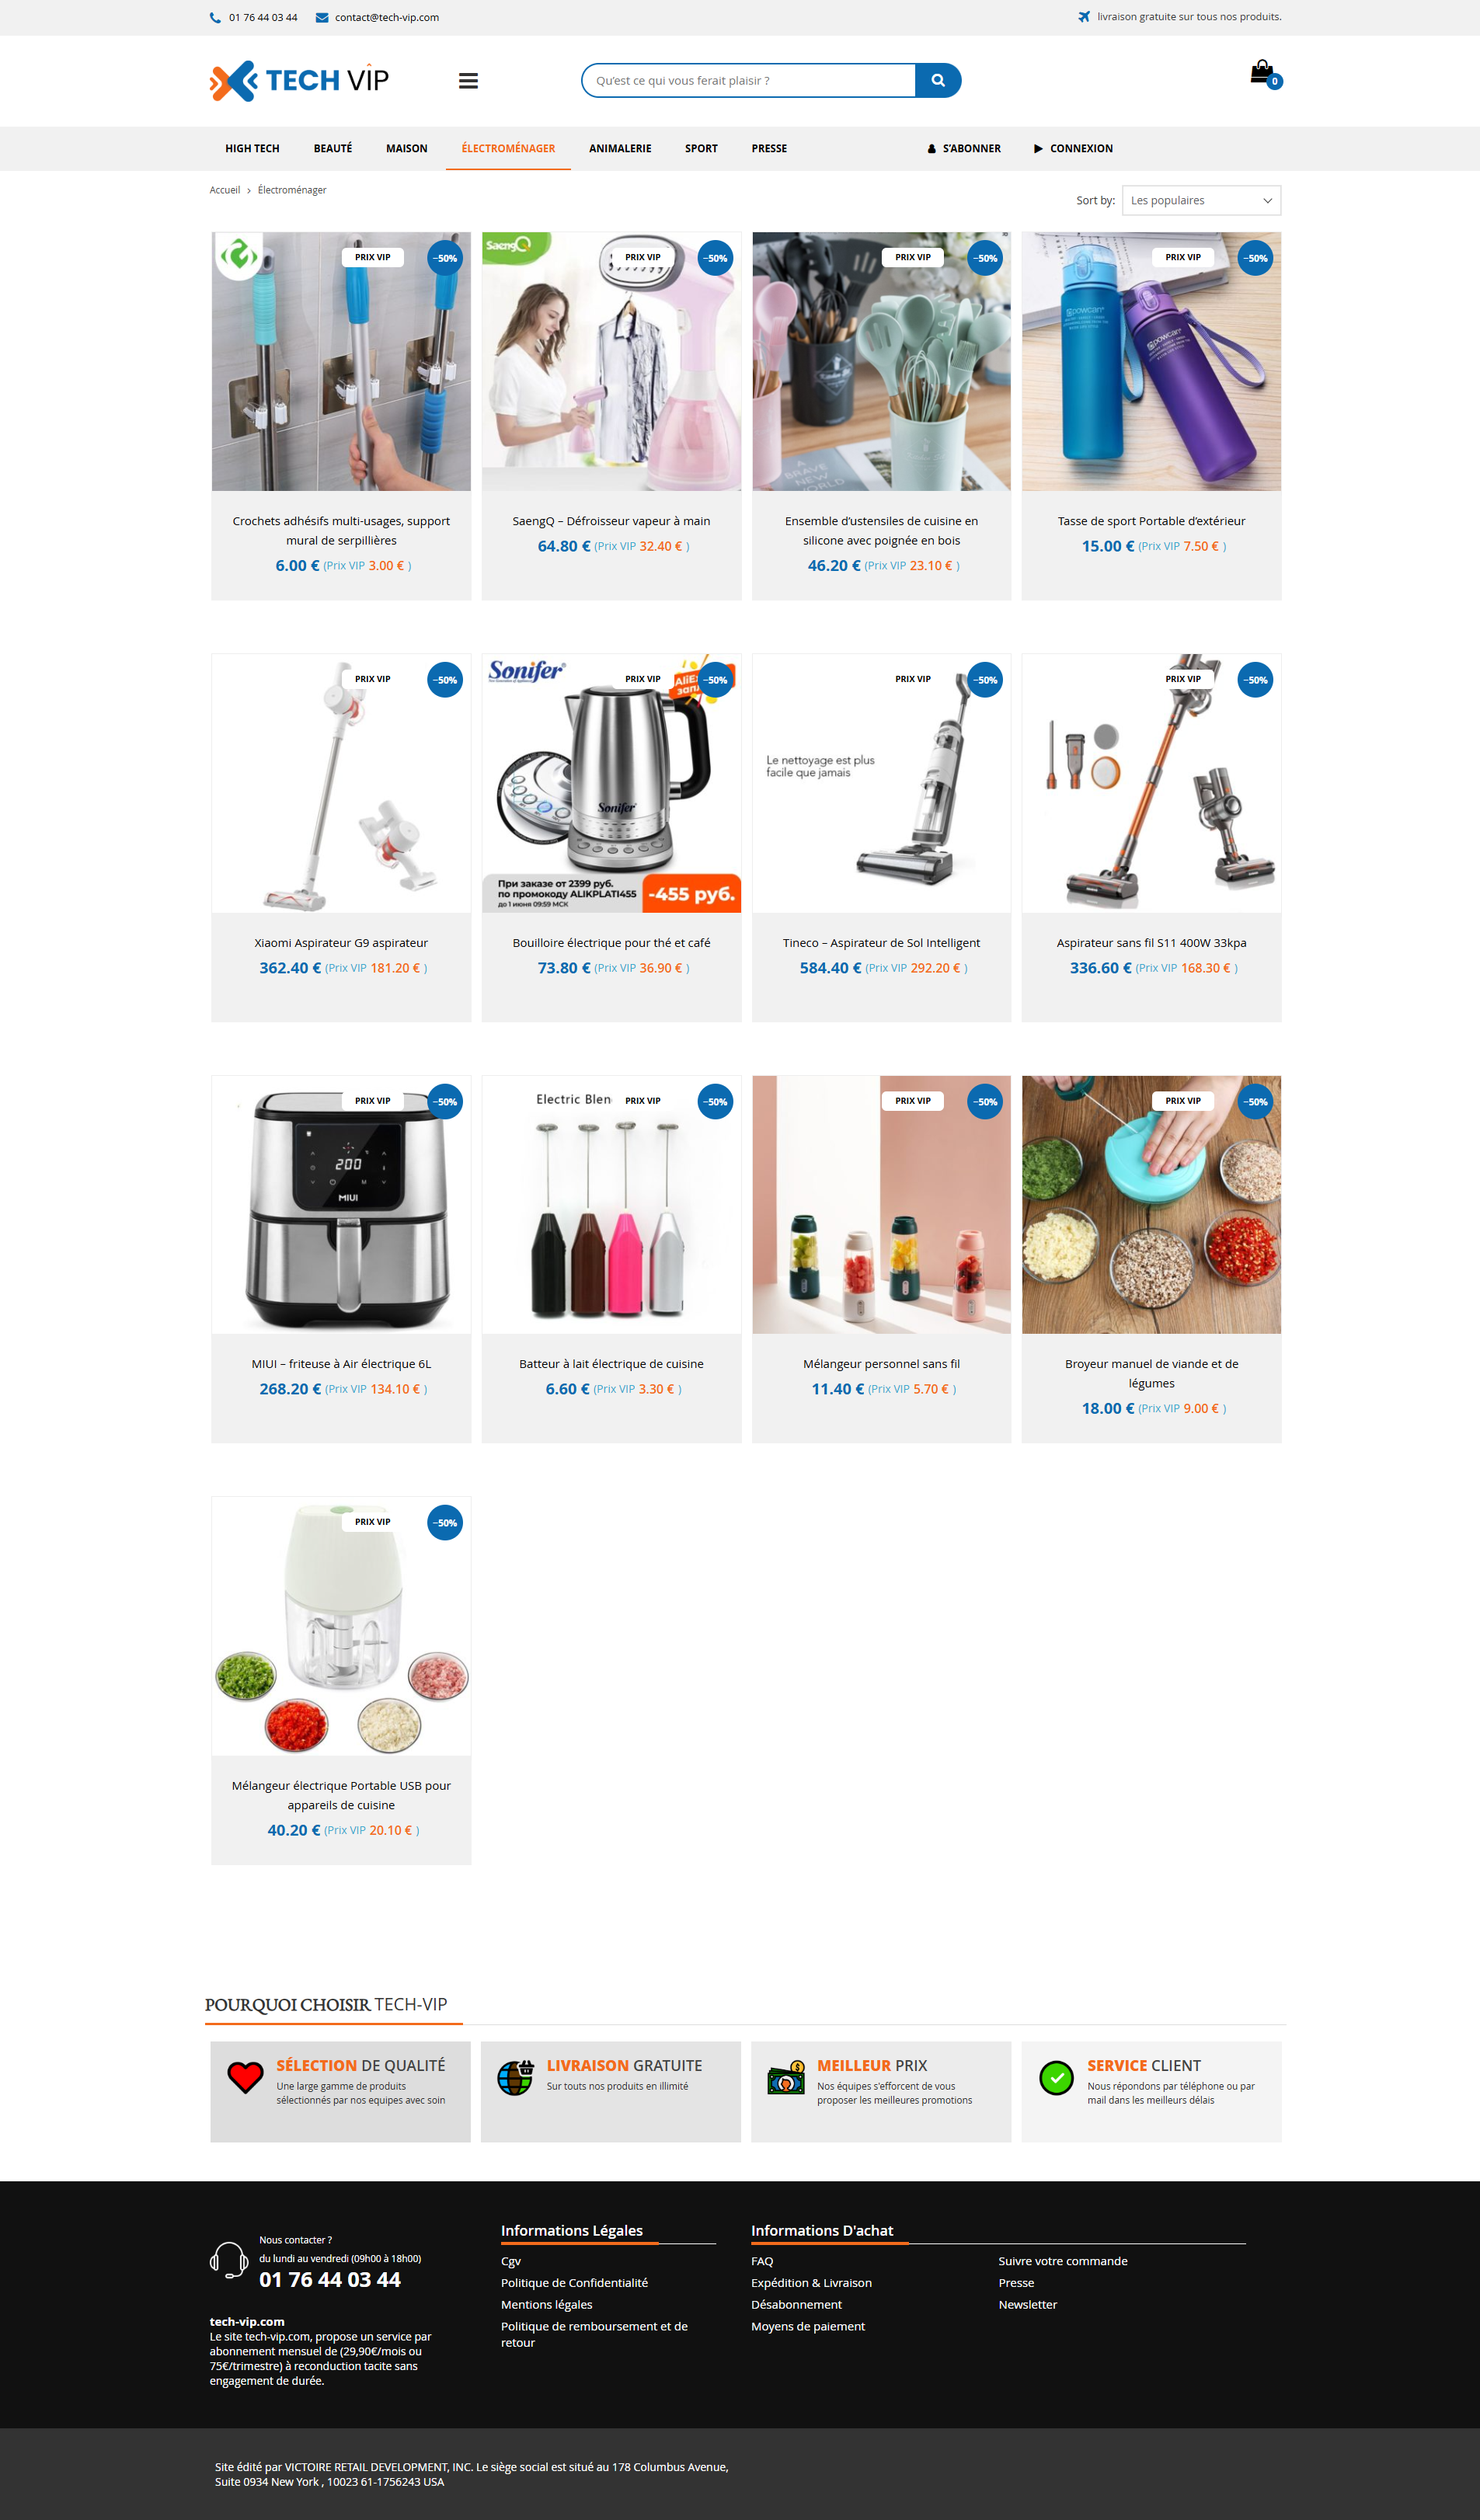 01 76 44 03 44 contact@tech-vip.com livraison gratuite sur tous nos produits.
TECH VIP
Qu'est ce qui vous ferait plaisir ?
0
HIGH TECH BEAUTÉ MAISON ÉLECTROMÉNAGER ANIMALERIE SPORT PRESSE S'ABONNER CONNEXION
Accueil › Électroménager
Sort by: Les populaires
PRIX VIP −50%
SaengQ PRIX VIP −50%
PRIX VIP −50%
PRIX VIP −50%
Kitchen
A BRAVE NEW WORLD
powcan
powcan
Crochets adhésifs multi-usages, support
mural de serpillières
6.00 € (Prix VIP 3.00 € )
SaengQ – Défroisseur vapeur à main
64.80 € (Prix VIP 32.40 € )
Ensemble d'ustensiles de cuisine en
silicone avec poignée en bois
46.20 € (Prix VIP 23.10 € )
Tasse de sport Portable d'extérieur
15.00 € (Prix VIP 7.50 € )
PRIX VIP −50%
Sonifer PRIX VIP −50%
PRIX VIP −50%
PRIX VIP −50%
Le nettoyage est plus
facile que jamais
Sonifer
При заказе от 2399 руб.
по промокоду ALIKPLATI455
до 1 июня 09:59 МСК
-455 руб.
Xiaomi Aspirateur G9 aspirateur
362.40 € (Prix VIP 181.20 € )
Bouilloire électrique pour thé et café
73.80 € (Prix VIP 36.90 € )
Tineco – Aspirateur de Sol Intelligent
584.40 € (Prix VIP 292.20 € )
Aspirateur sans fil S11 400W 33kpa
336.60 € (Prix VIP 168.30 € )
PRIX VIP −50%
Electric Blen PRIX VIP −50%
PRIX VIP −50%
PRIX VIP −50%
200
MIUI
MIUI – friteuse à Air électrique 6L
268.20 € (Prix VIP 134.10 € )
Batteur à lait électrique de cuisine
6.60 € (Prix VIP 3.30 € )
Mélangeur personnel sans fil
11.40 € (Prix VIP 5.70 € )
Broyeur manuel de viande et de
légumes
18.00 € (Prix VIP 9.00 € )
PRIX VIP −50%
Mélangeur électrique Portable USB pour
appareils de cuisine
40.20 € (Prix VIP 20.10 € )
POURQUOI CHOISIR TECH-VIP
SÉLECTION DE QUALITÉ
Une large gamme de produits
sélectionnés par nos equipes avec soin
LIVRAISON GRATUITE
Sur touts nos produits en illimité
MEILLEUR PRIX
Nos équipes s'efforcent de vous
proposer les meilleures promotions
SERVICE CLIENT
Nous répondons par téléphone ou par
mail dans les meilleurs délais
Nous contacter ?
du lundi au vendredi (09h00 à 18h00)
01 76 44 03 44
tech-vip.com
Le site tech-vip.com, propose un service par
abonnement mensuel de (29,90€/mois ou
75€/trimestre) à reconduction tacite sans
engagement de durée.
Informations Légales
Cgv
Politique de Confidentialité
Mentions légales
Politique de remboursement et de
retour
Informations D'achat
FAQ
Expédition & Livraison
Désabonnement
Moyens de paiement
Suivre votre commande
Presse
Newsletter
Site édité par VICTOIRE RETAIL DEVELOPMENT, INC. Le siège social est situé au 178 Columbus Avenue,
Suite 0934 New York , 10023 61-1756243 USA